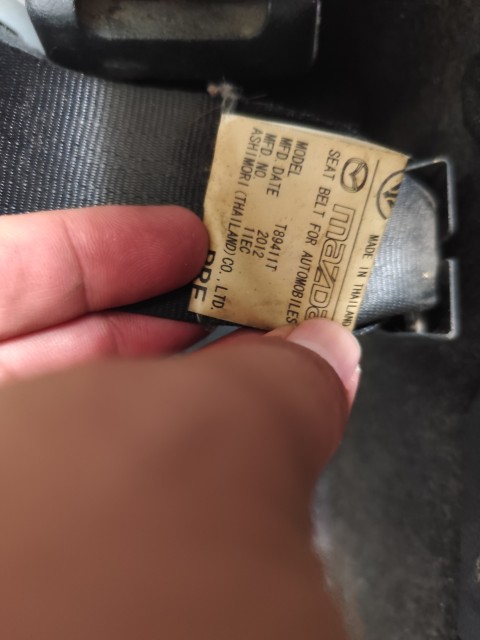 MADE IN THAILAND
mazda
SEAT BELT FOR AUTOMOBILES
MODEL T89411T
MFD. DATE 2012
MFD. NO. 11EC
ASHIMORI (THAILAND) CO., LTD.
PRE